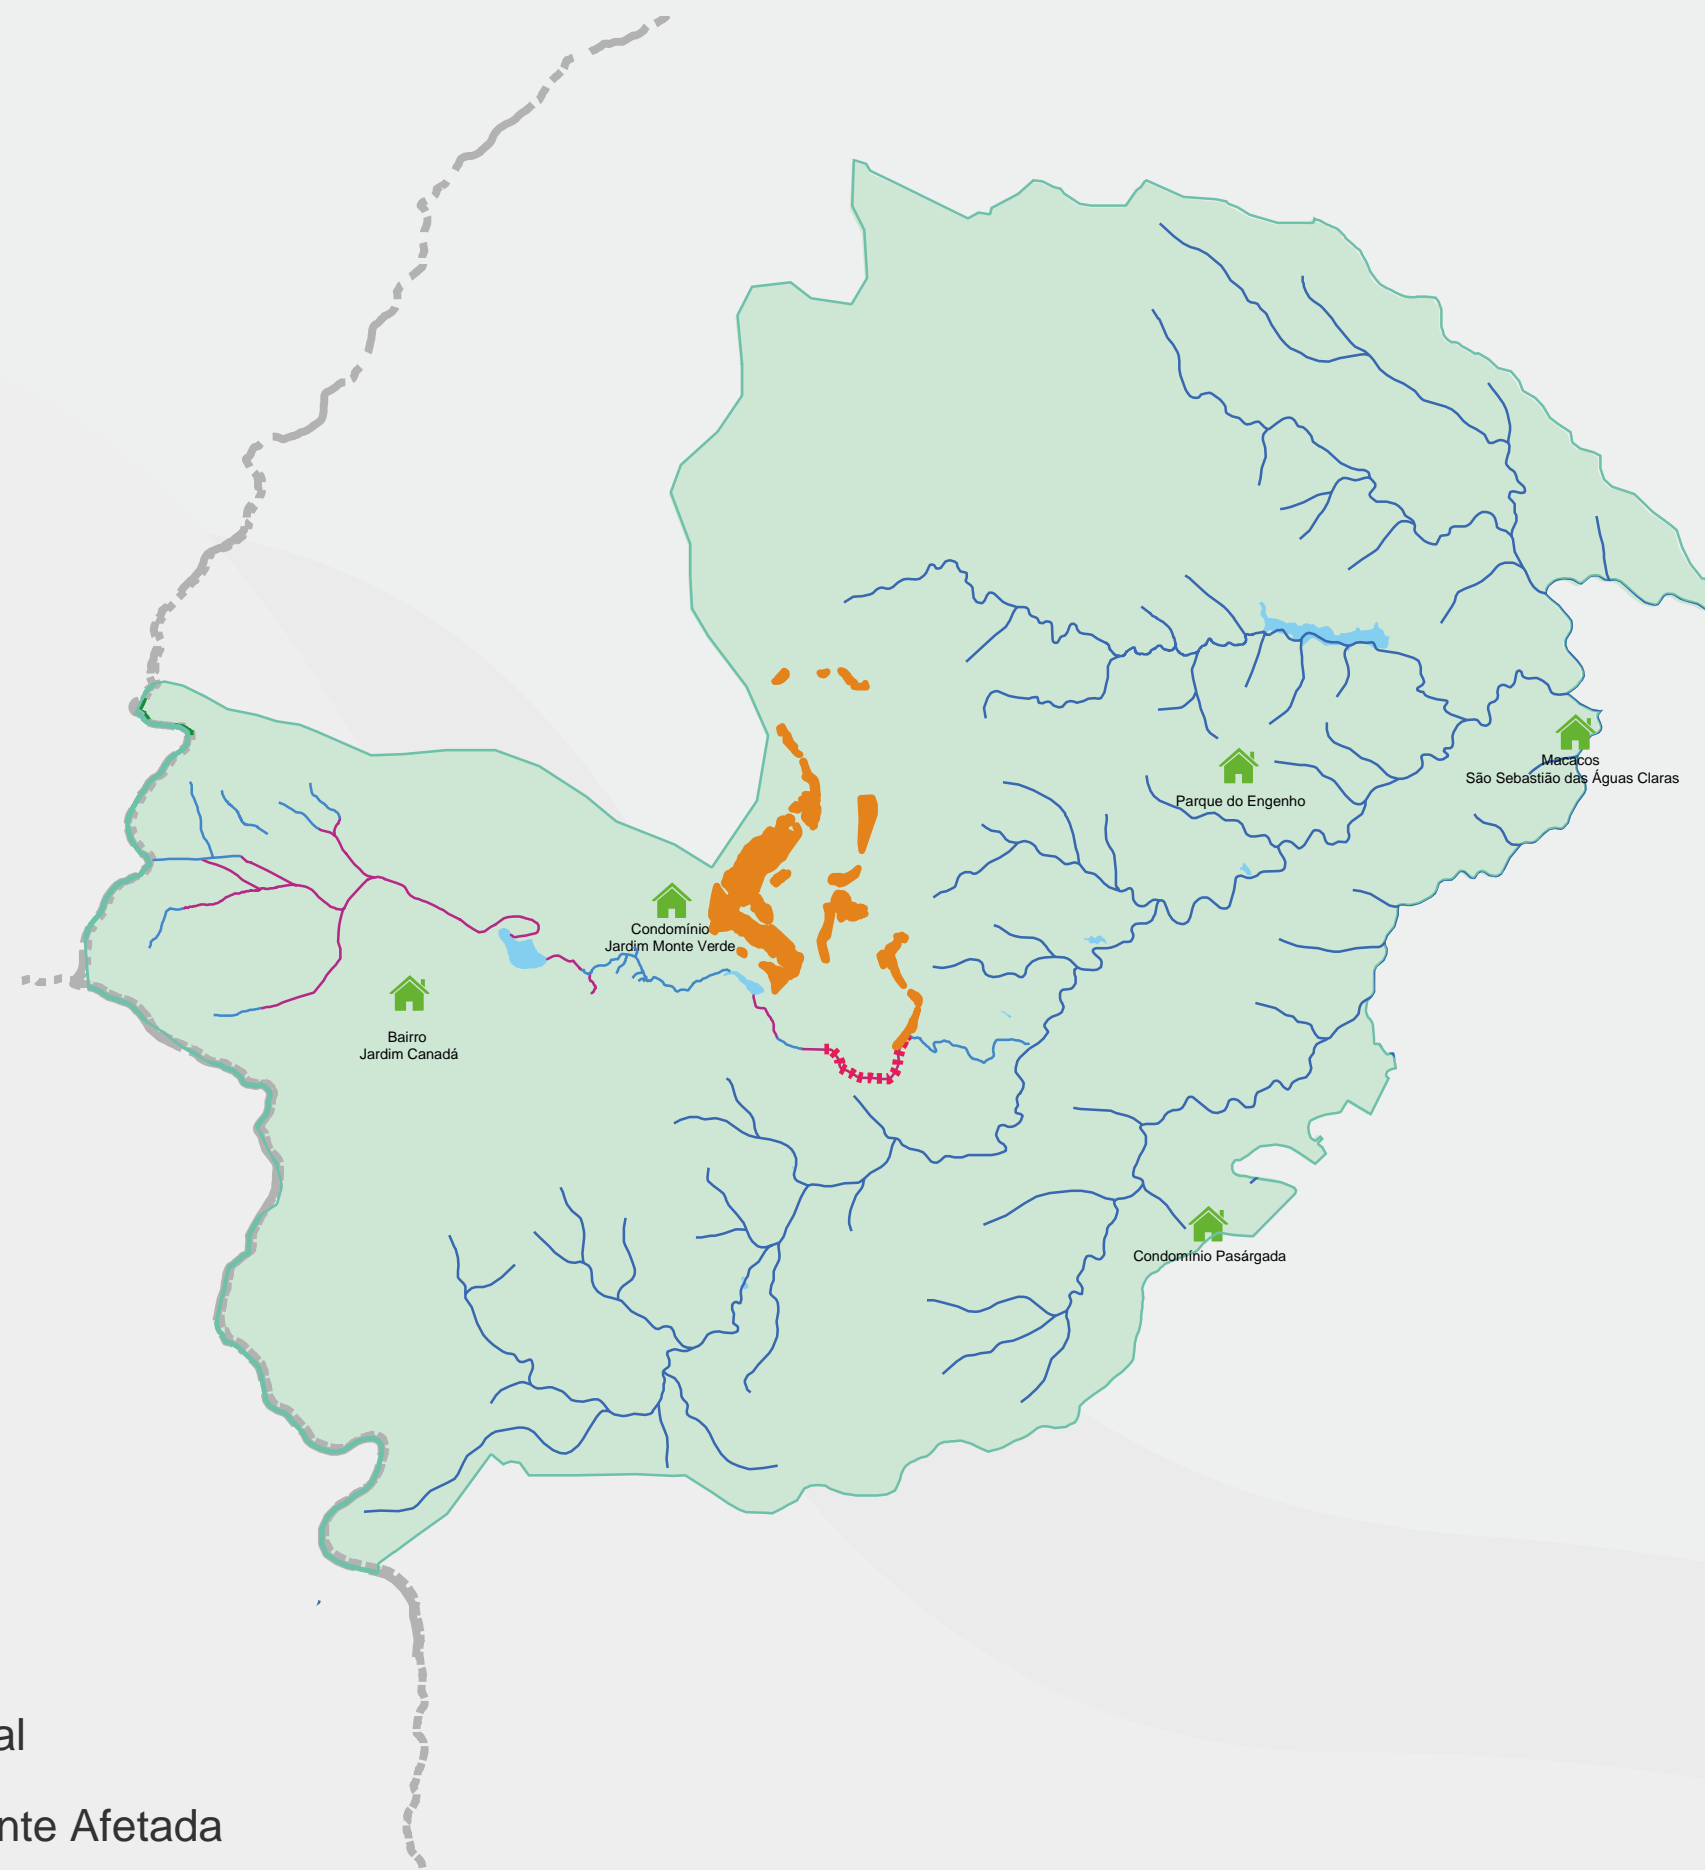 Macacos
São Sebastião das Águas Claras
Parque do Engenho
Condomínio
Jardim Monte Verde
Bairro
Jardim Canadá
Condomínio Pasárgada
al
nte Afetada